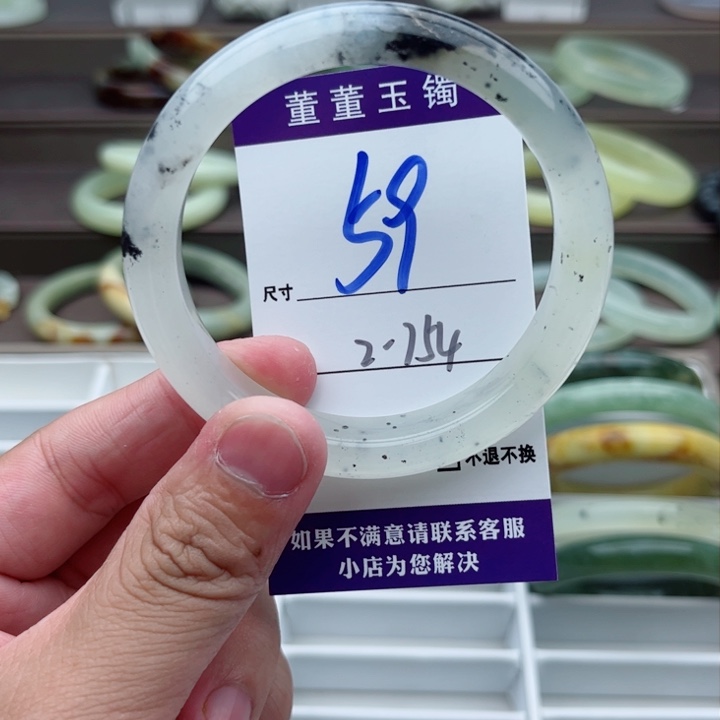 董董玉镯
59
尺寸
2-754
不退不换
如果不满意请联系客服
小店为您解决